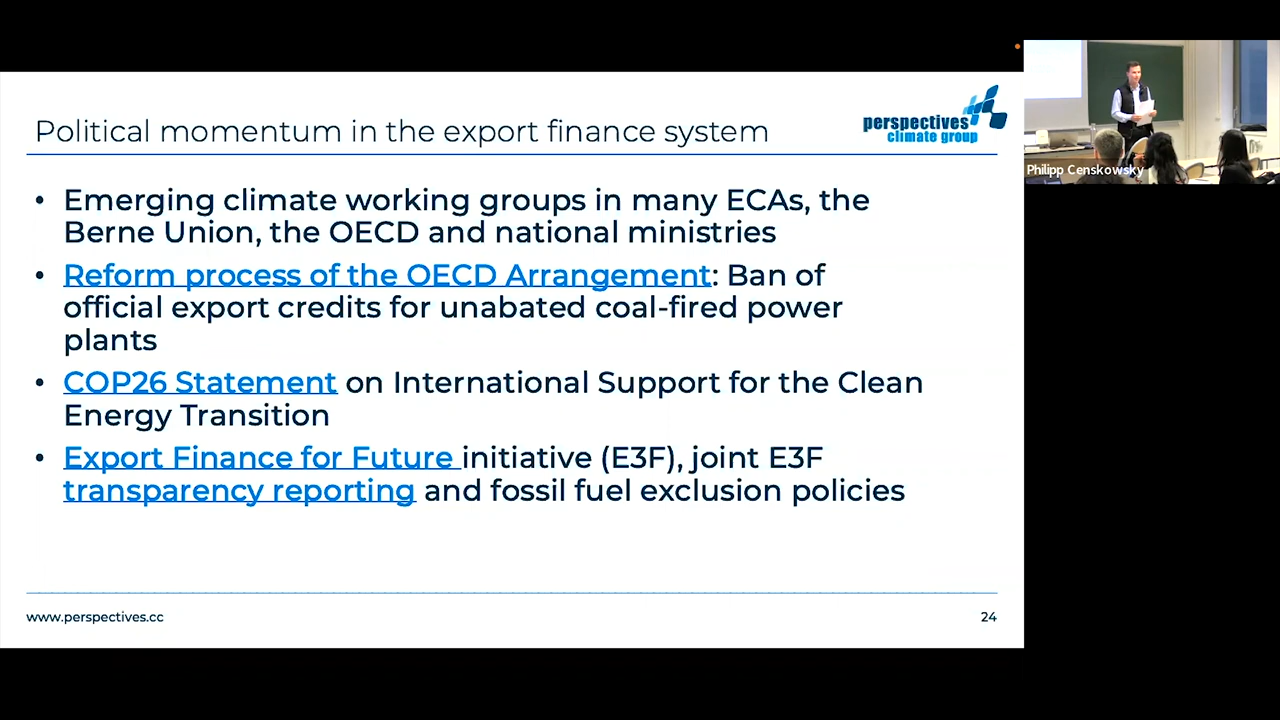 Political momentum in the export finance system
perspectives
climate group
Philipp Censkowsky
• Emerging climate working groups in many ECAs, the
Berne Union, the OECD and national ministries
• Reform process of the OECD Arrangement: Ban of
official export credits for unabated coal-fired power
plants
• COP26 Statement on International Support for the Clean
Energy Transition
• Export Finance for Future initiative (E3F), joint E3F
transparency reporting and fossil fuel exclusion policies
www.perspectives.cc
24